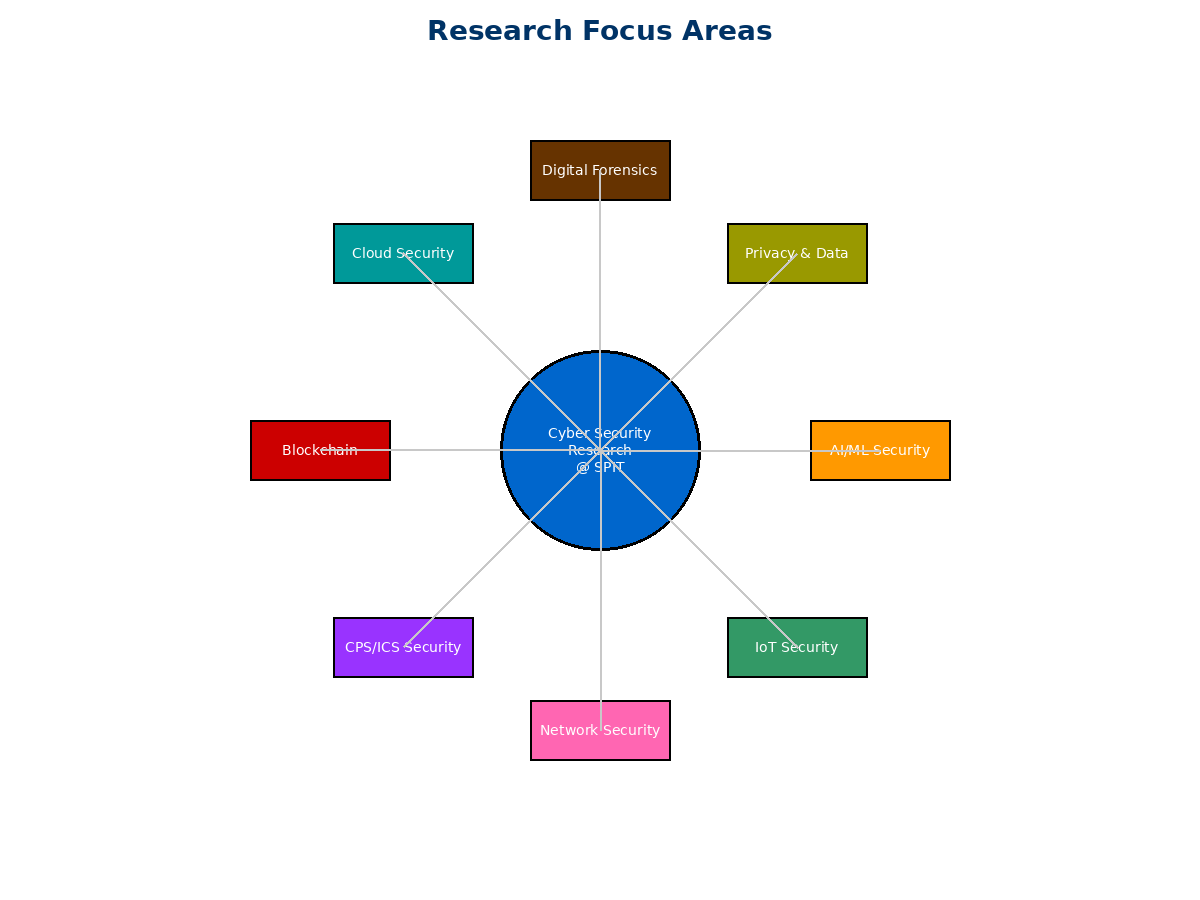 Research Focus Areas
Digital Forensics
Cloud Security
Privacy & Data
Cyber Security
Research
@ SPIT
Blockchain
AI/ML Security
CPS/ICS Security
IoT Security
Network Security